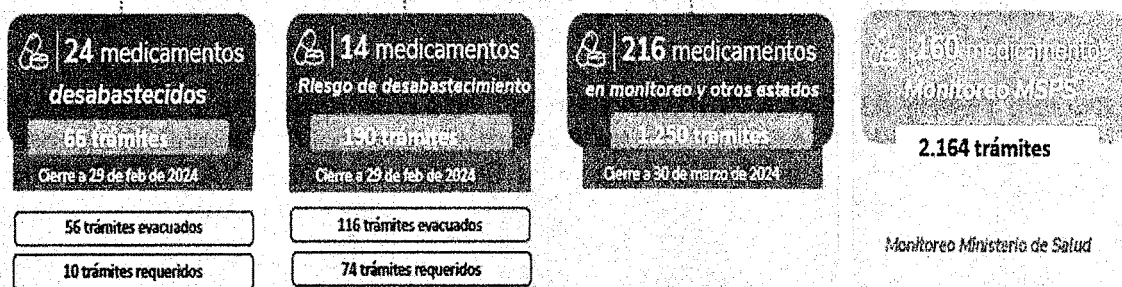 24 medicamentos
desabastecidos
66 trámites
Cierre a 29 de feb de 2024
56 trámites evacuados
10 trámites requeridos
14 medicamentos
Riesgo de desabastecimiento
190 trámites
Cierre a 29 de feb de 2024
116 trámites evacuados
74 trámites requeridos
216 medicamentos
en monitoreo y otros estados
1.250 trámites
Cierre a 30 de marzo de 2024
160 medicamentos
Monitoreo MSPS
2.164 trámites
Monitoreo Ministerio de Salud